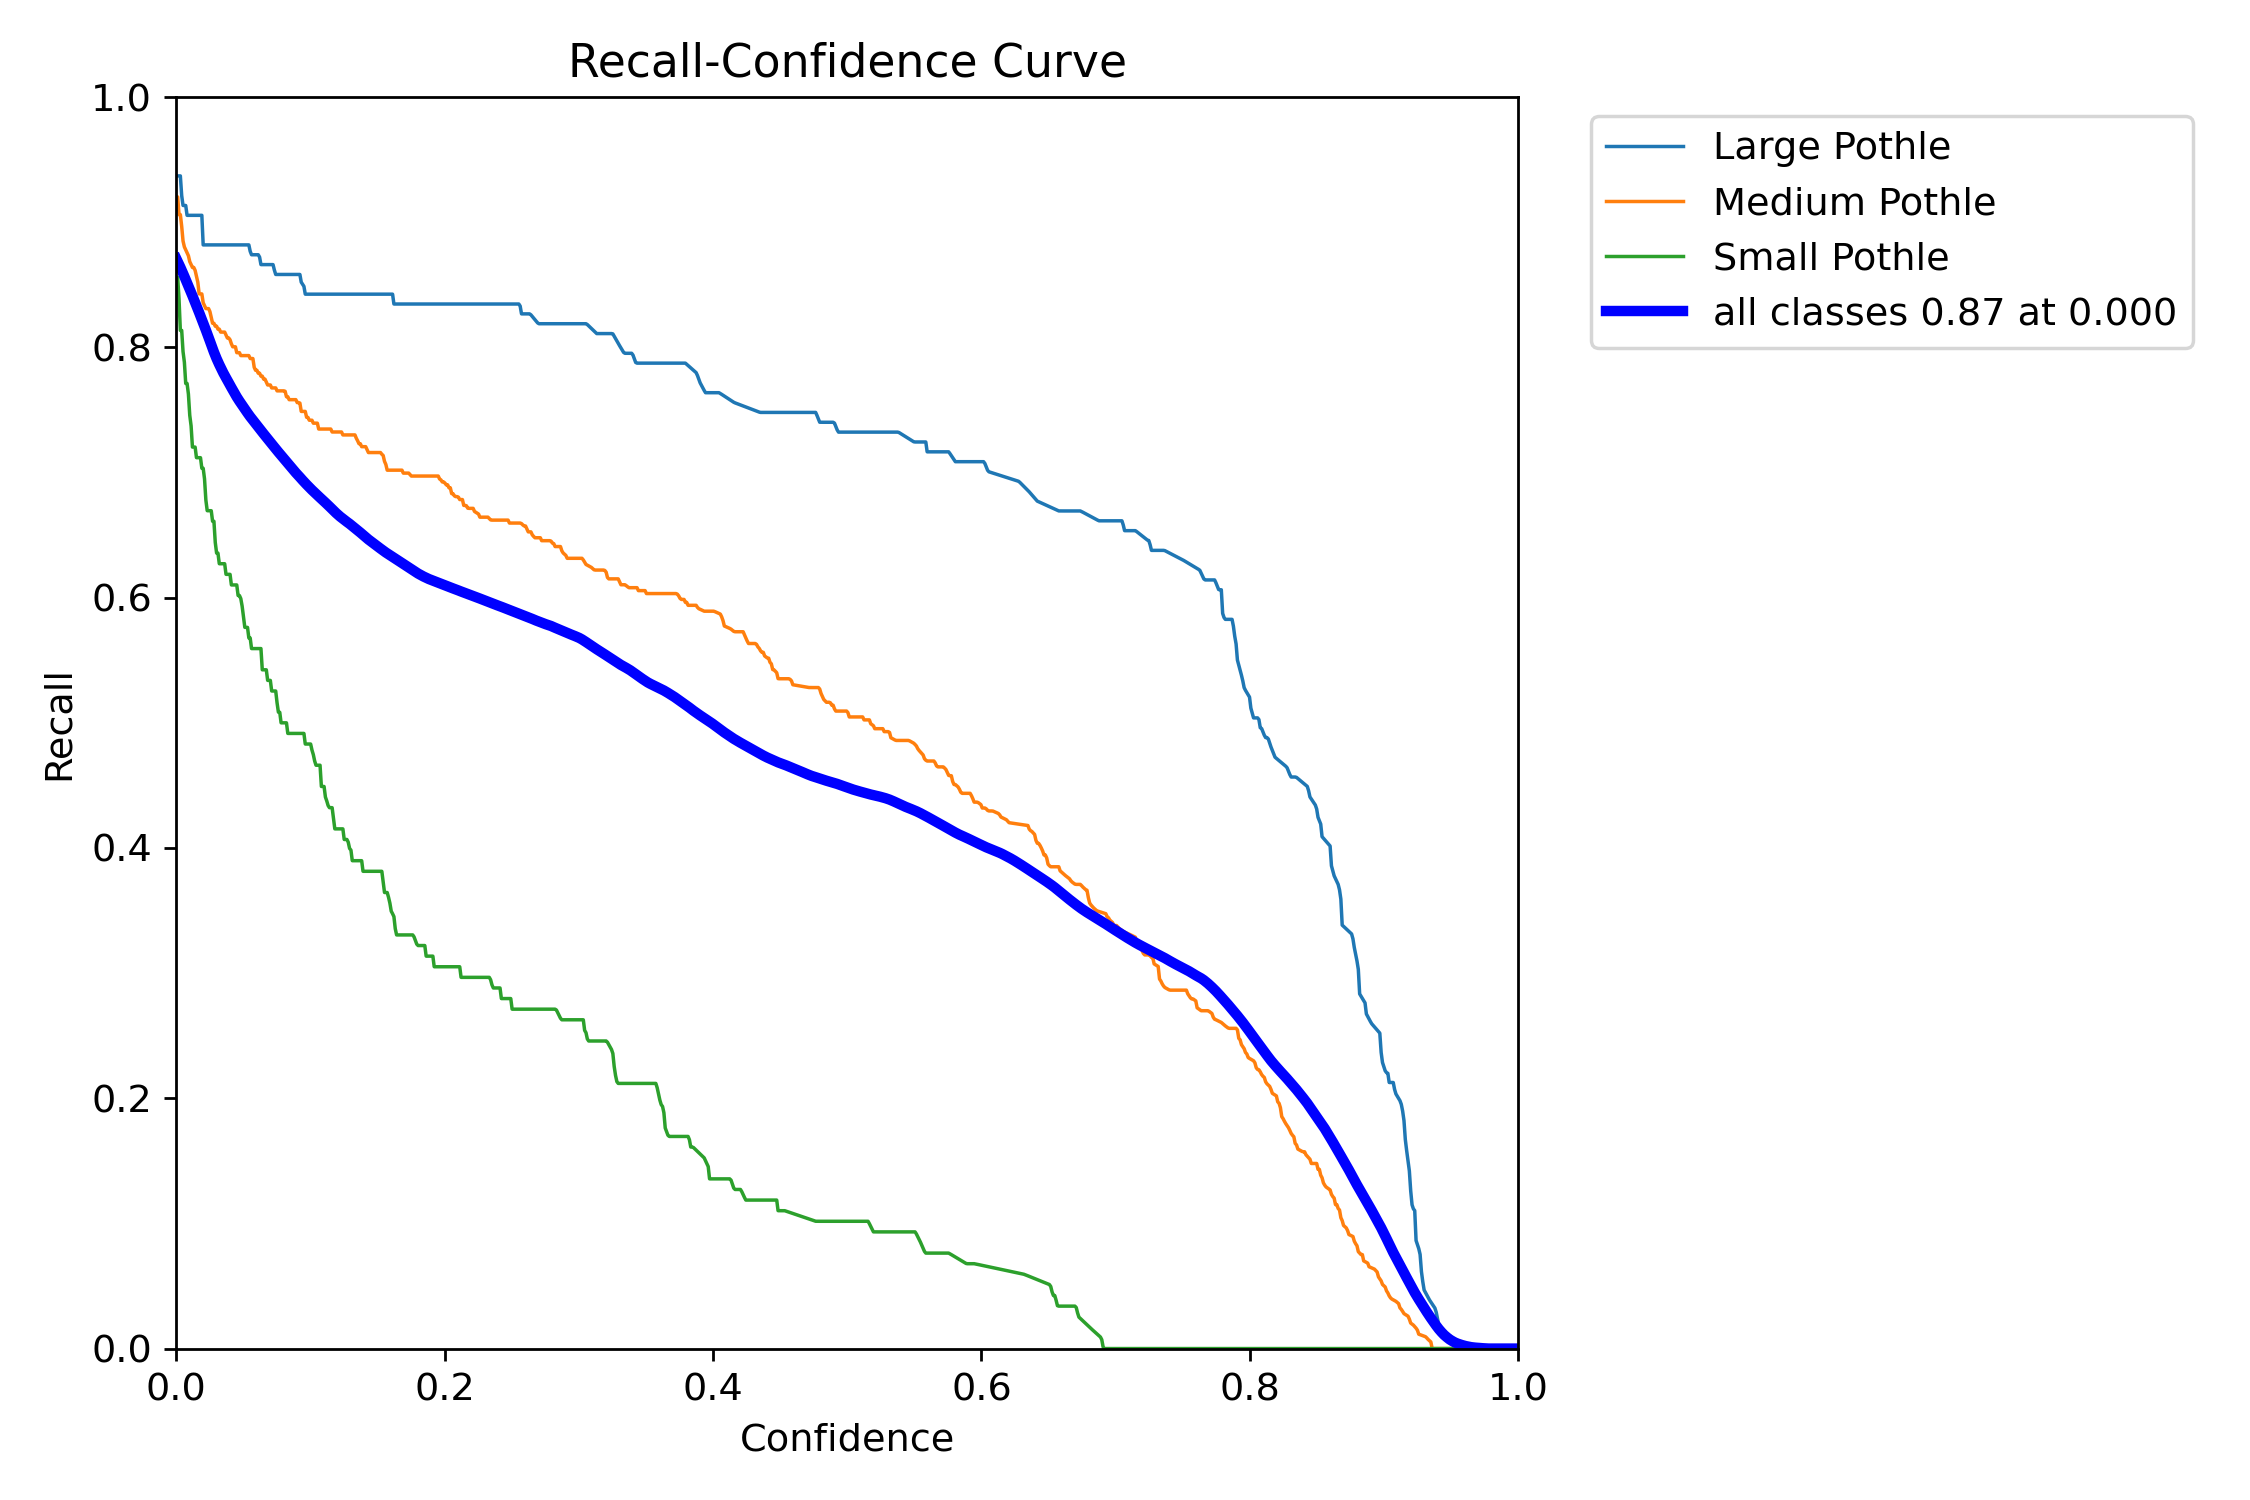 Recall-Confidence Curve
1.0
0.8
0.6
0.4
0.2
0.0
Recall
0.0 0.2 0.4 0.6 0.8 1.0
Confidence
Large Pothle
Medium Pothle
Small Pothle
all classes 0.87 at 0.000